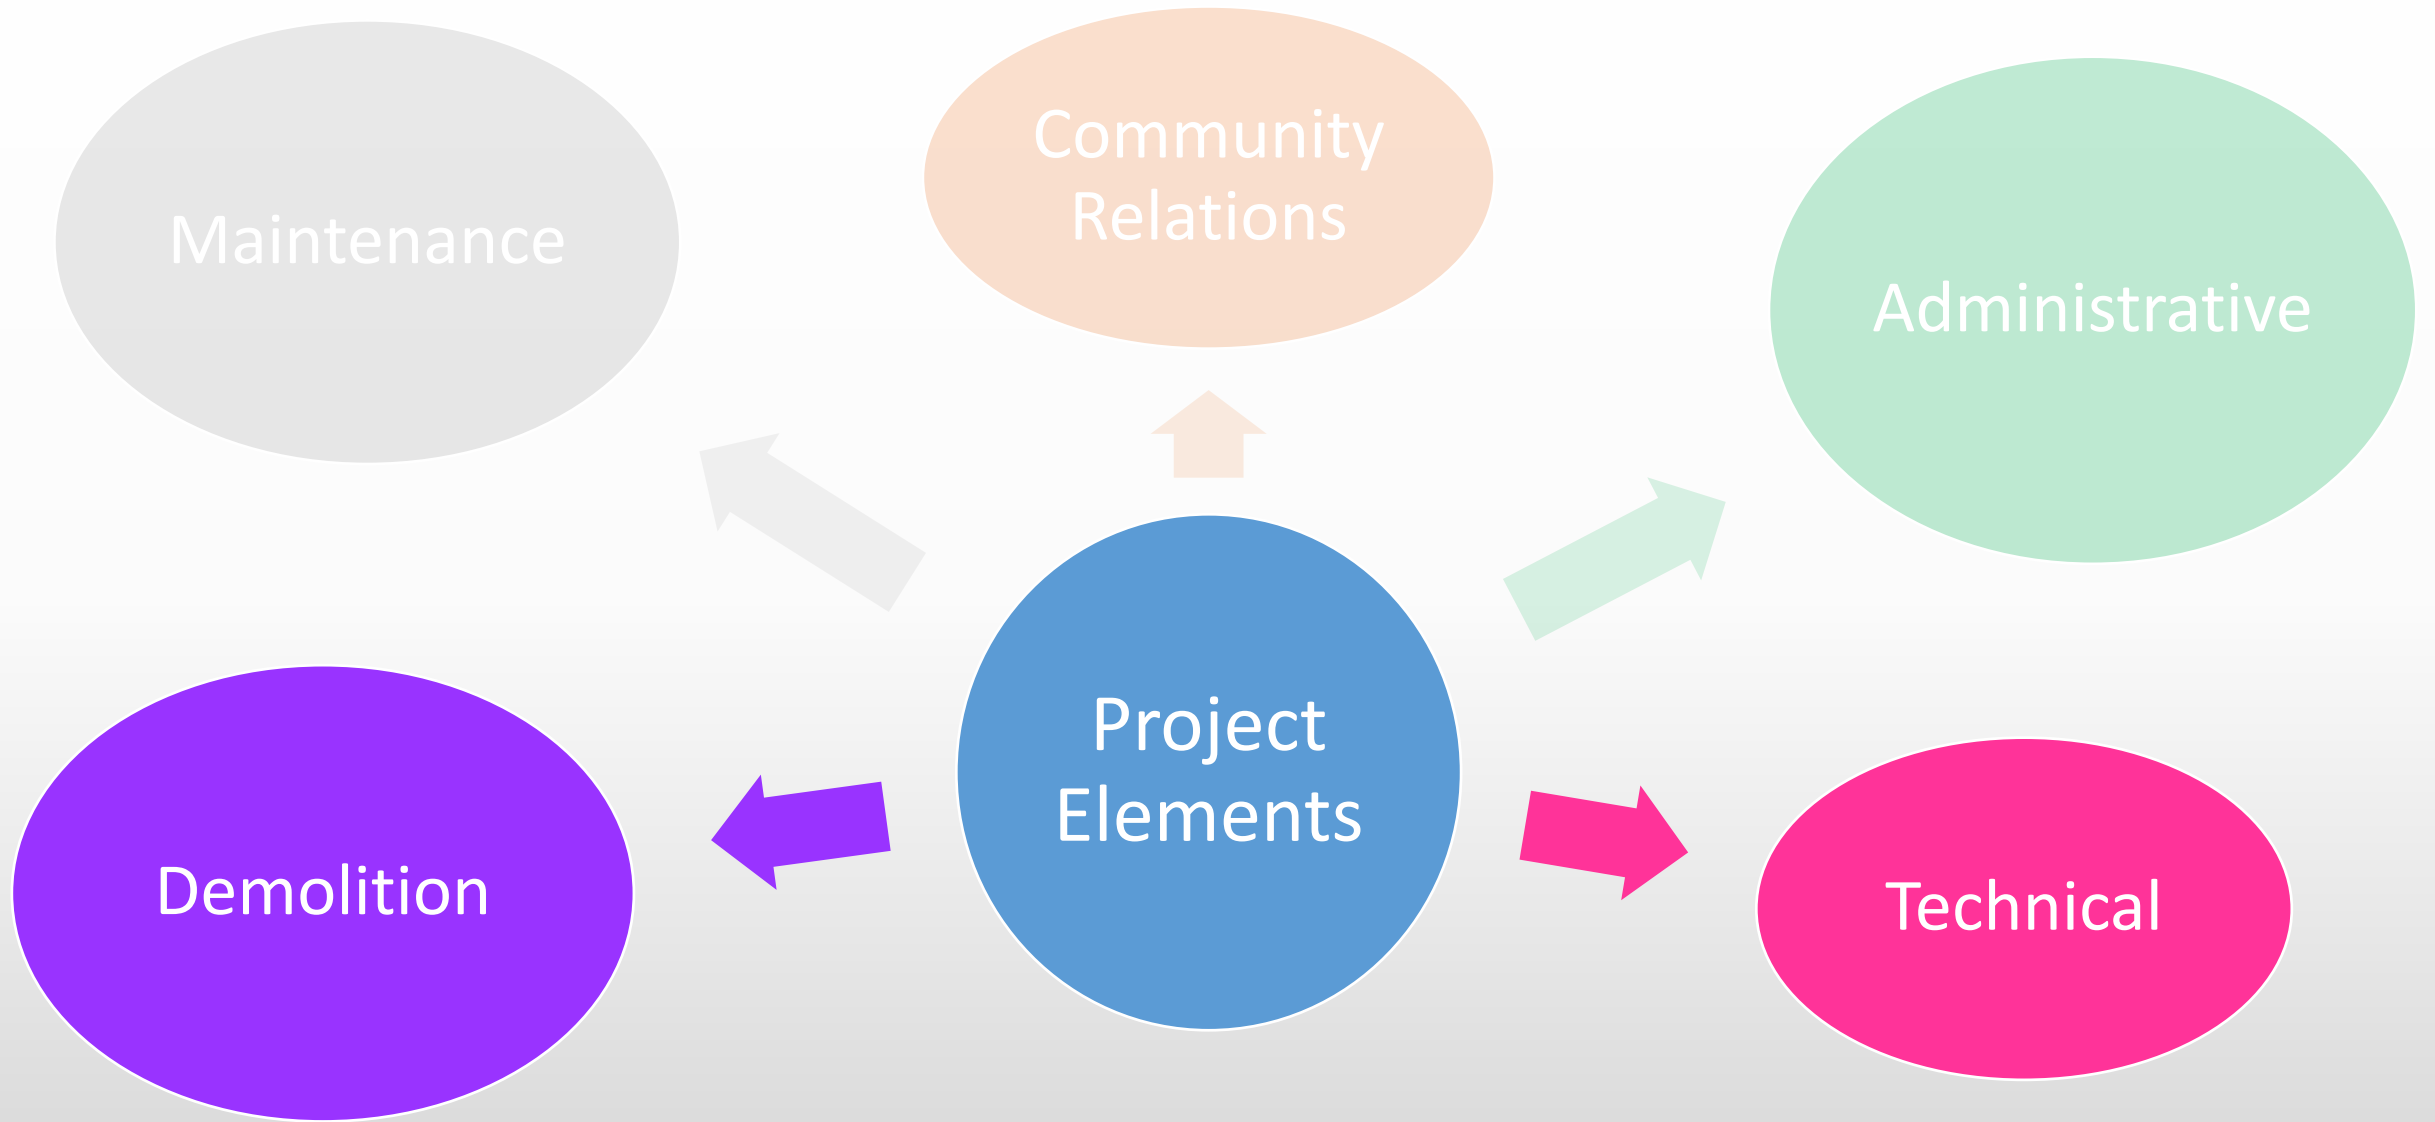 Maintenance
Community
Relations
Administrative
Project
Elements
Demolition
Technical